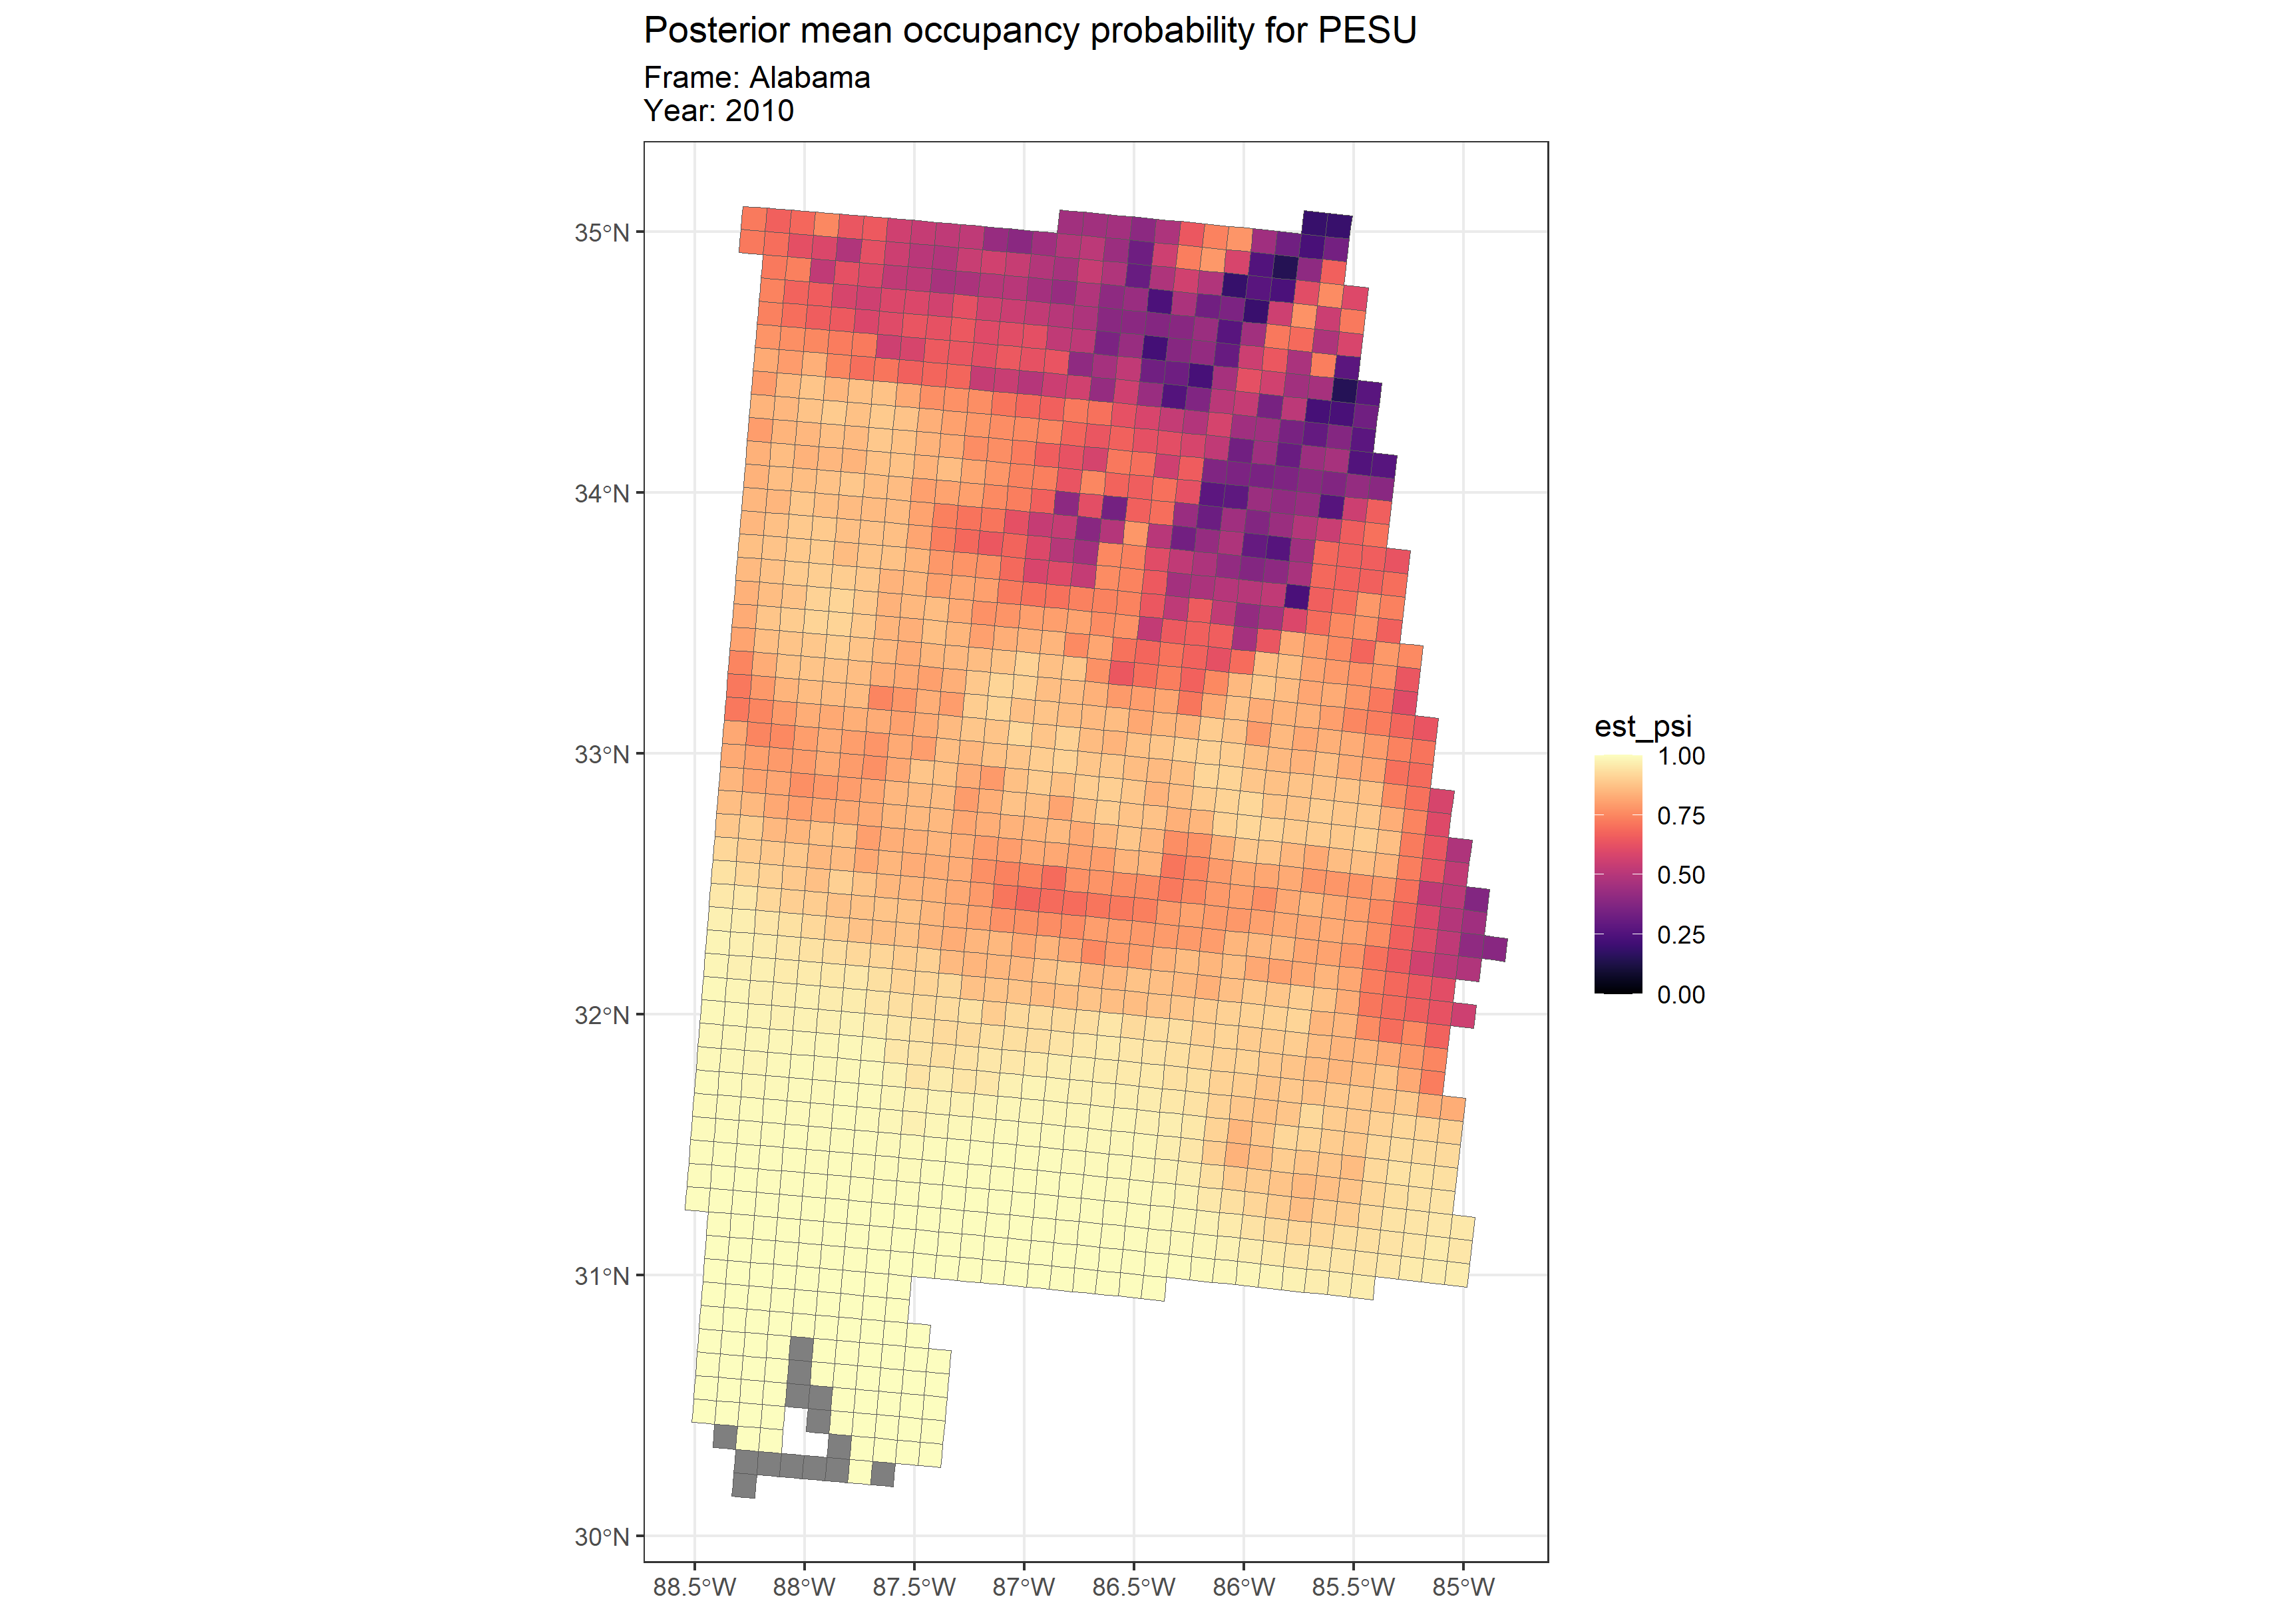 Posterior mean occupancy probability for PESU
Frame: Alabama
Year: 2010
35°N
34°N
33°N
32°N
31°N
30°N
88.5°W 88°W 87.5°W 87°W 86.5°W 86°W 85.5°W 85°W
est_psi
1.00
0.75
0.50
0.25
0.00